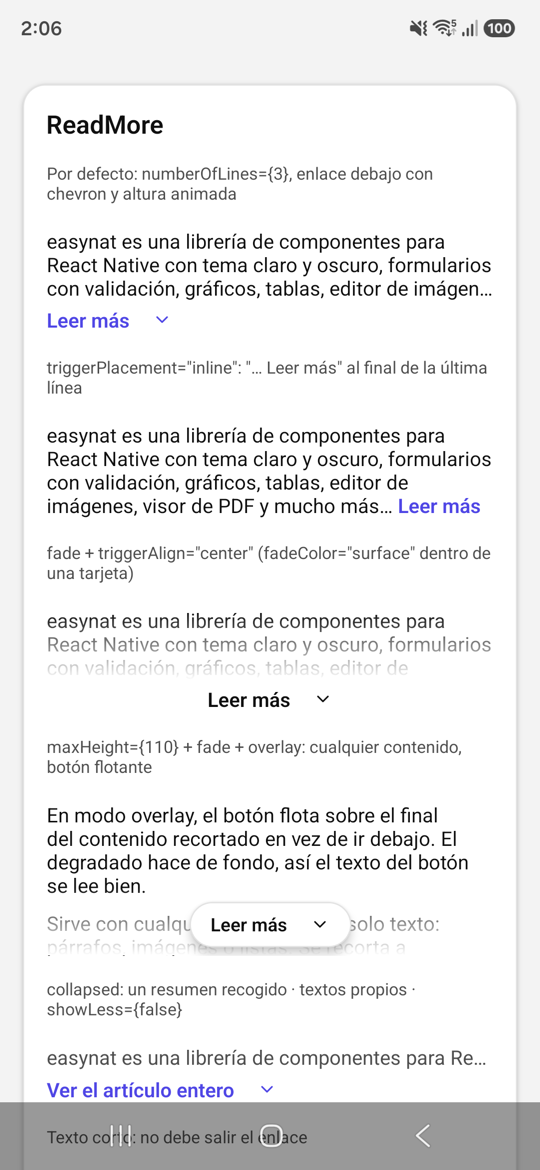 2:06
5
100
ReadMore
Por defecto: numberOfLines={3}, enlace debajo con
chevron y altura animada
easynat es una librería de componentes para
React Native con tema claro y oscuro, formularios
con validación, gráficos, tablas, editor de imágen...
Leer más
triggerPlacement="inline": "... Leer más" al final de la última
línea
easynat es una librería de componentes para
React Native con tema claro y oscuro, formularios
con validación, gráficos, tablas, editor de
imágenes, visor de PDF y mucho más... Leer más
fade + triggerAlign="center" (fadeColor="surface" dentro de
una tarjeta)
easynat es una librería de componentes para
React Native con tema claro y oscuro, formularios
con validación, gráficos, tablas, editor de
Leer más
maxHeight={110} + fade + overlay: cualquier contenido,
botón flotante
En modo overlay, el botón flota sobre el final
del contenido recortado en vez de ir debajo. El
degradado hace de fondo, así el texto del botón
se lee bien.
Sirve con cualqu Leer más solo texto:
párrafos, imágenes o listas. Se recorta a
collapsed: un resumen recogido · textos propios ·
showLess={false}
easynat es una librería de componentes para Re...
Ver el artículo entero
Texto corto: no debe salir el enlace